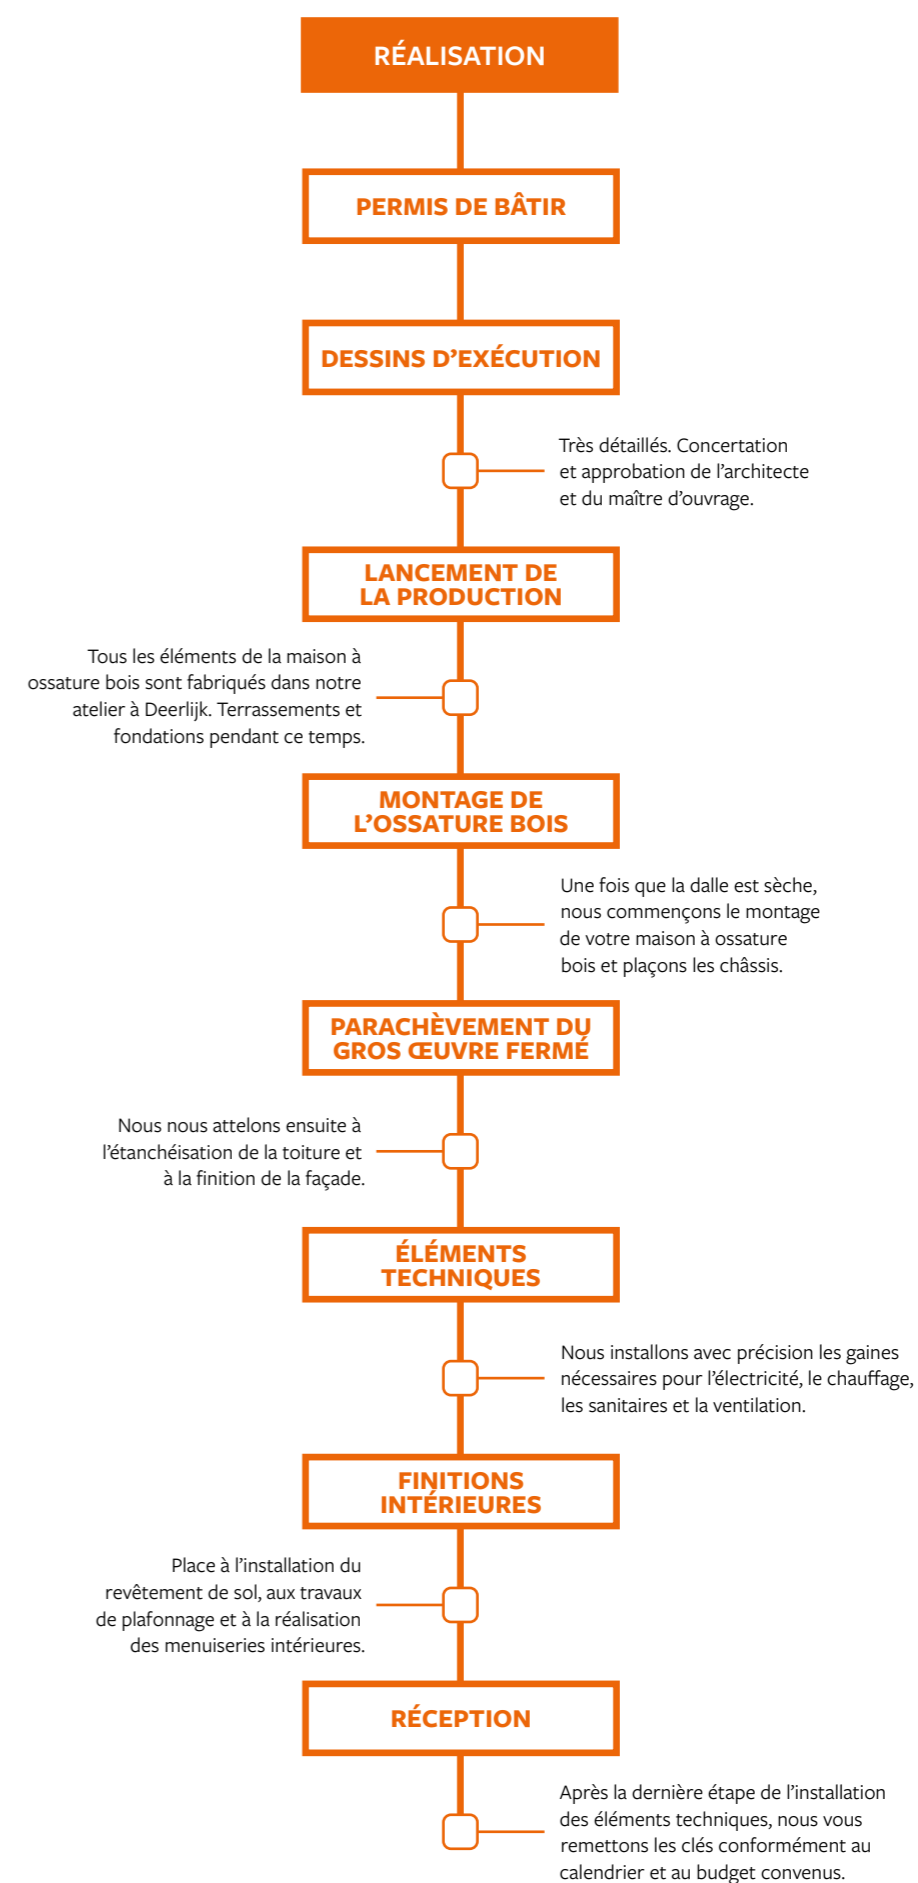 RÉALISATION
PERMIS DE BÂTIR
DESSINS D’EXÉCUTION
Très détaillés. Concertation
et approbation de l’architecte
et du maître d’ouvrage.
LANCEMENT DE
LA PRODUCTION
Tous les éléments de la maison à
ossature bois sont fabriqués dans notre
atelier à Deerlijk. Terrassements et
fondations pendant ce temps.
MONTAGE DE
L’OSSATURE BOIS
Une fois que la dalle est sèche,
nous commençons le montage
de votre maison à ossature
bois et plaçons les châssis.
PARACHÈVEMENT DU
GROS ŒUVRE FERMÉ
Nous nous attelons ensuite à
l’étanchéisation de la toiture et
à la finition de la façade.
ÉLÉMENTS
TECHNIQUES
Nous installons avec précision les gaines
nécessaires pour l’électricité, le chauffage,
les sanitaires et la ventilation.
FINITIONS
INTÉRIEURES
Place à l’installation du
revêtement de sol, aux travaux
de plafonnage et à la réalisation
des menuiseries intérieures.
RÉCEPTION
Après la dernière étape de l’installation
des éléments techniques, nous vous
remettons les clés conformément au
calendrier et au budget convenus.